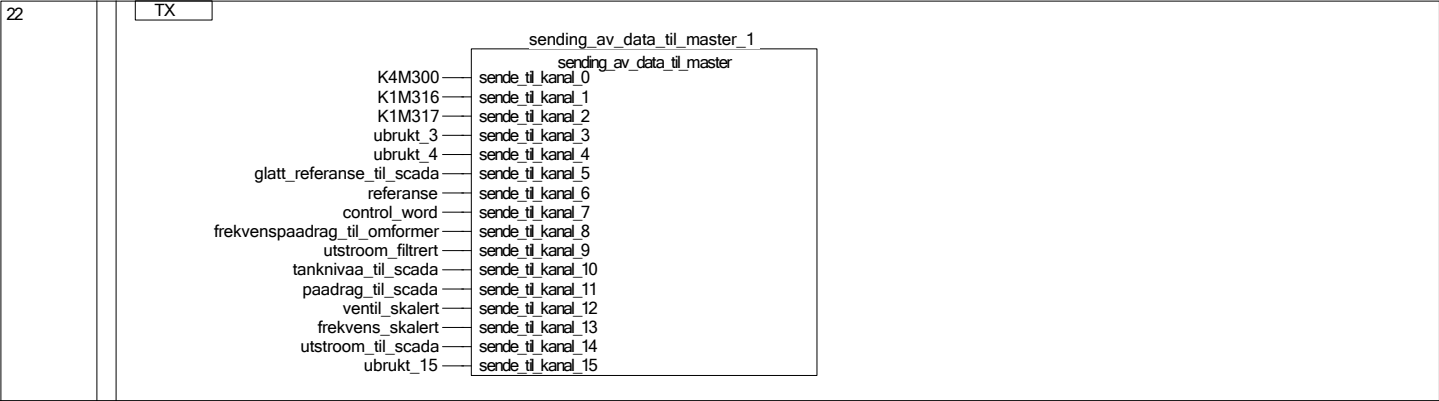 22
TX
sending_av_data_til_master_1
sending_av_data_til_master
K4M300 sende_til_kanal_0
K1M316 sende_til_kanal_1
K1M317 sende_til_kanal_2
ubrukt_3 sende_til_kanal_3
ubrukt_4 sende_til_kanal_4
glatt_referanse_til_scada sende_til_kanal_5
referanse sende_til_kanal_6
control_word sende_til_kanal_7
frekvenspaadrag_til_omformer sende_til_kanal_8
utstroom_filtrert sende_til_kanal_9
tanknivaa_til_scada sende_til_kanal_10
paadrag_til_scada sende_til_kanal_11
ventil_skalert sende_til_kanal_12
frekvens_skalert sende_til_kanal_13
utstroom_til_scada sende_til_kanal_14
ubrukt_15 sende_til_kanal_15